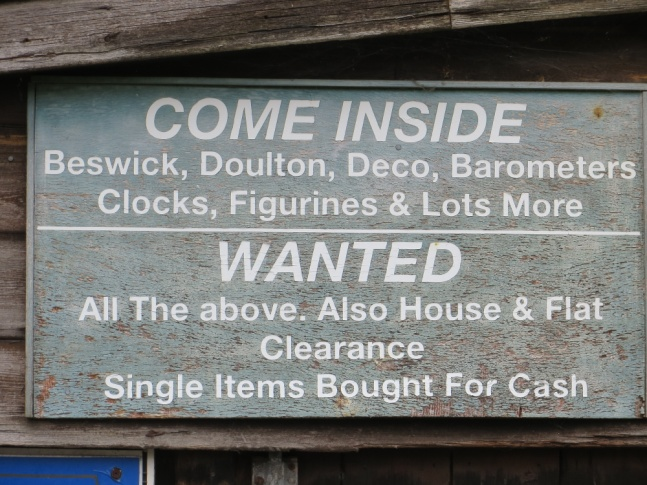 COME INSIDE
Beswick, Doulton, Deco, Barometers
Clocks, Figurines & Lots More
WANTED
All The above. Also House & Flat
Clearance
Single Items Bought For Cash